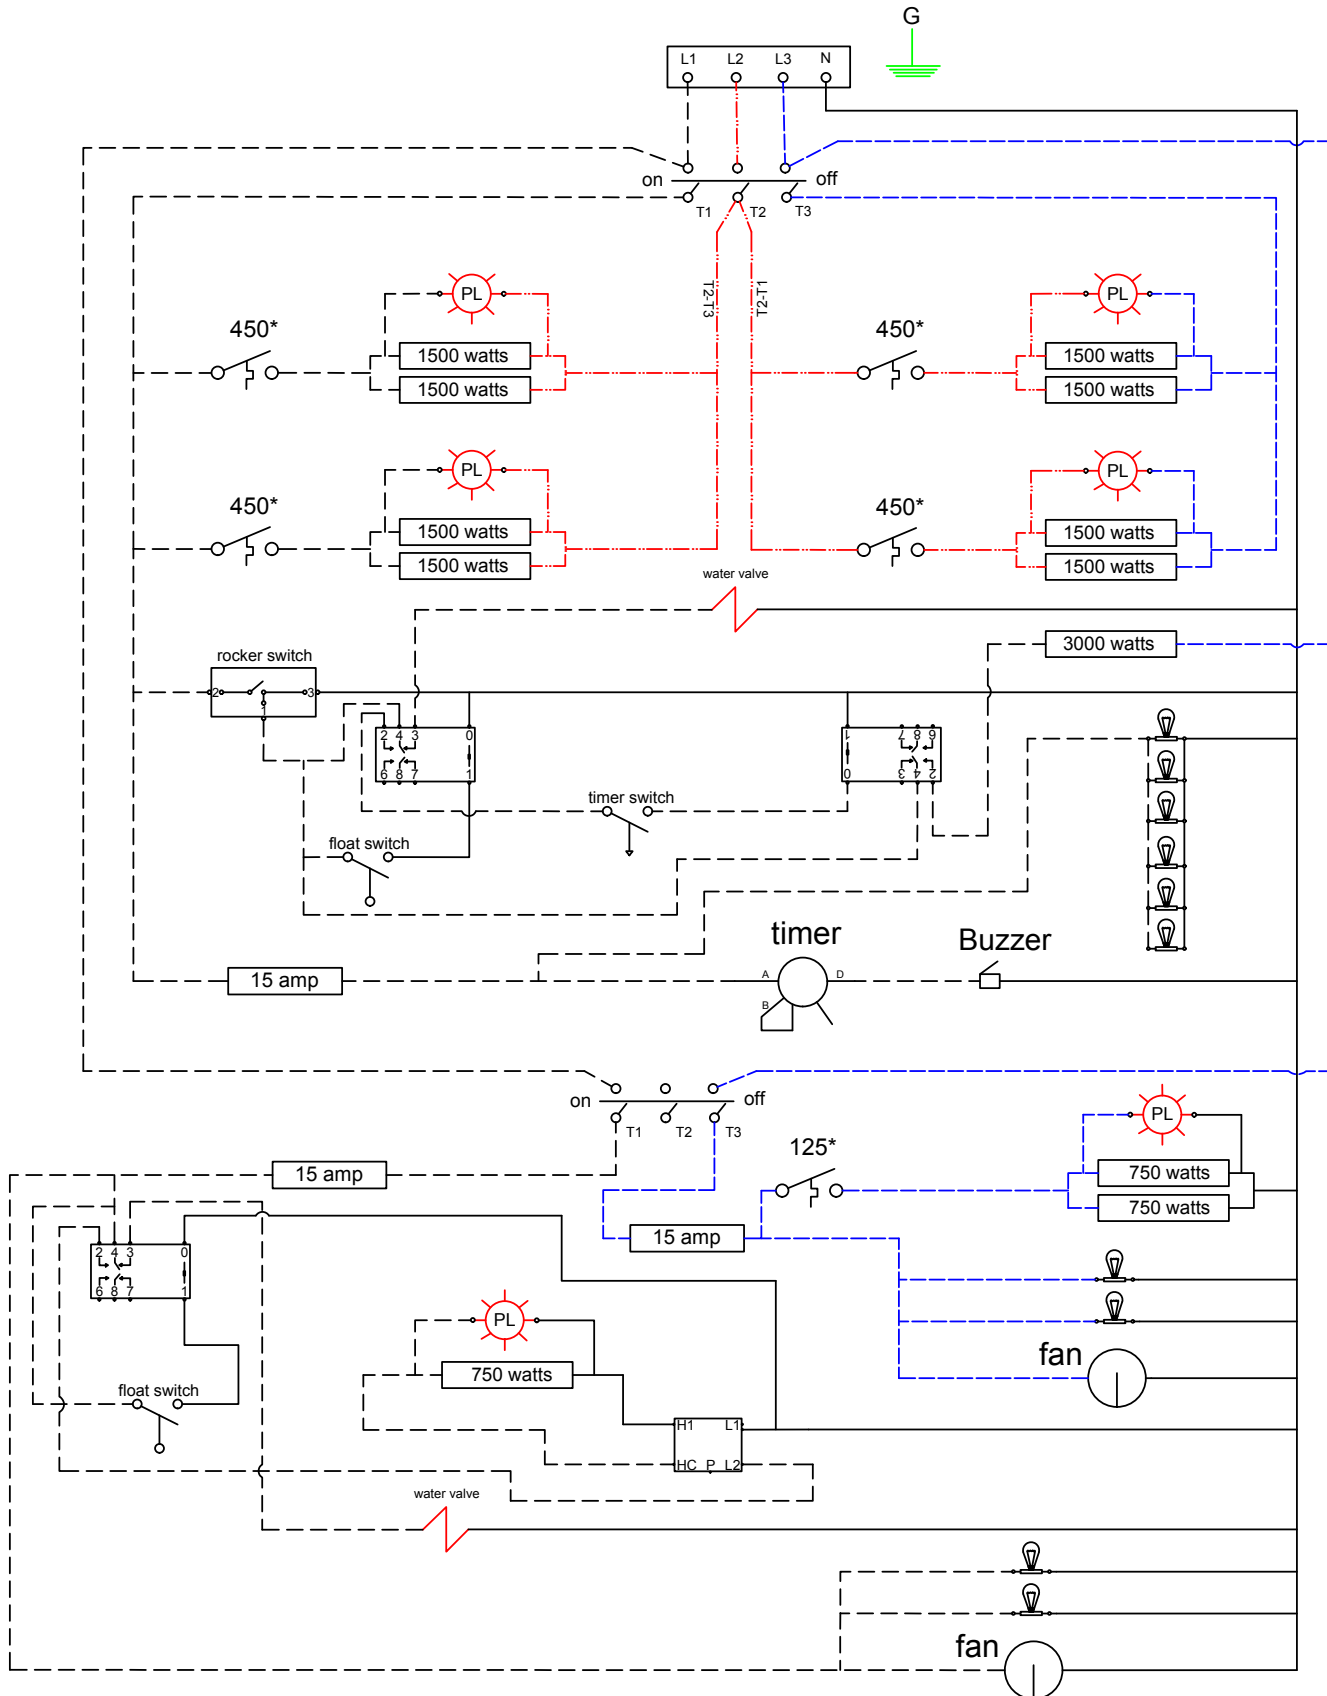 G
L1 L2 L3 N
on off
T1 T2 T3
T2-T3
T2-T1
PL PL
450* 450*
1500 watts 1500 watts
1500 watts 1500 watts
PL PL
450* 450*
1500 watts 1500 watts
1500 watts 1500 watts
water valve
3000 watts
rocker switch
2 3
1
2 4 3 0
6 8 7 1
1 7 8 6
0 3 4 2
timer switch
float switch
timer Buzzer
15 amp
A D
B
on off
T1 T2 T3
PL
125*
15 amp
750 watts
750 watts
15 amp
2 4 3 0
6 8 7 1
PL
750 watts
fan
float switch
H1 L1
HC P L2
water valve
fan